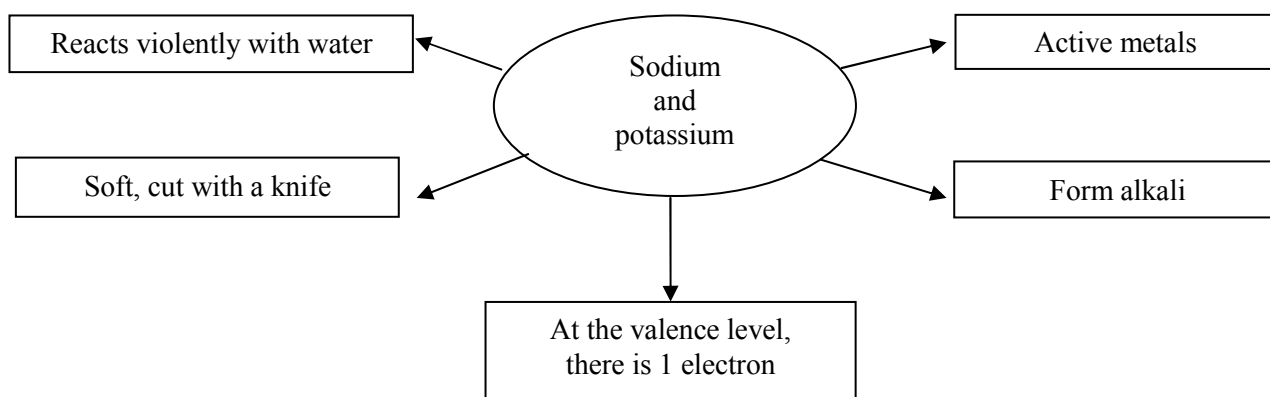 Reacts violently with water
Sodium
and
potassium
Active metals
Soft, cut with a knife
Form alkali
At the valence level,
there is 1 electron